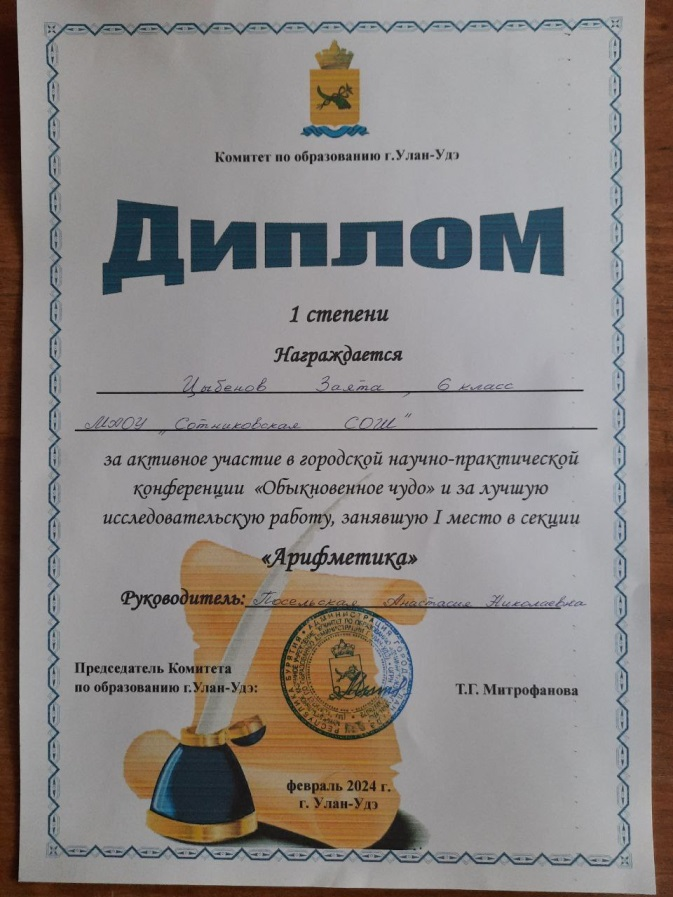 Комитет по образованию г.Улан-Удэ
Диплом
1 степени
Награждается
Цыбенов Заята, 6 класс
МАОУ "Сотниковская СОШ"
за активное участие в городской научно-практической
конференции «Обыкновенное чудо» и за лучшую
исследовательскую работу, занявшую I место в секции
«Арифметика»
Руководитель: Посельская Анастасия Николаевна
Председатель Комитета
по образованию г.Улан-Удэ:
Т.Г. Митрофанова
февраль 2024 г.
г. Улан-Удэ